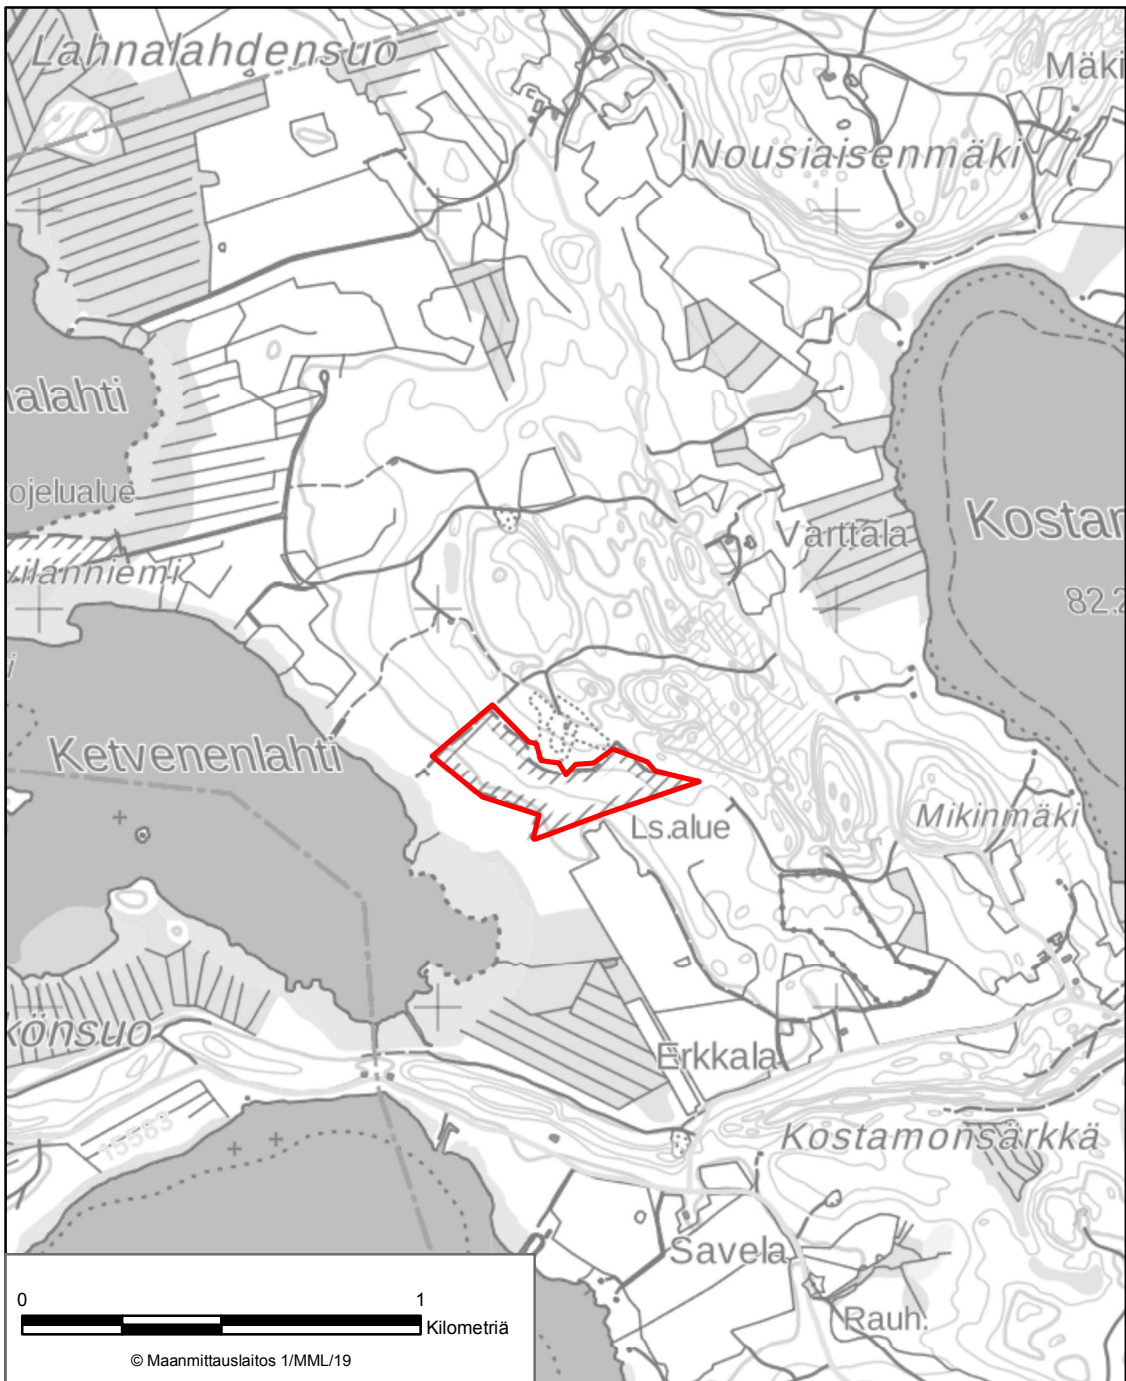 Lahnalahdensuo
Mäki
Nousiaisenmäki
alahti
ojelualue
Kostam
Varttala
vilanniemi
82.2
Ketvenenlahti
Mikinmäki
Ls.alue
könsuo
Erkkala
15583
Kostamonsärkkä
Savela
Rauh.
0 1
Kilometriä
© Maanmittauslaitos 1/MML/19